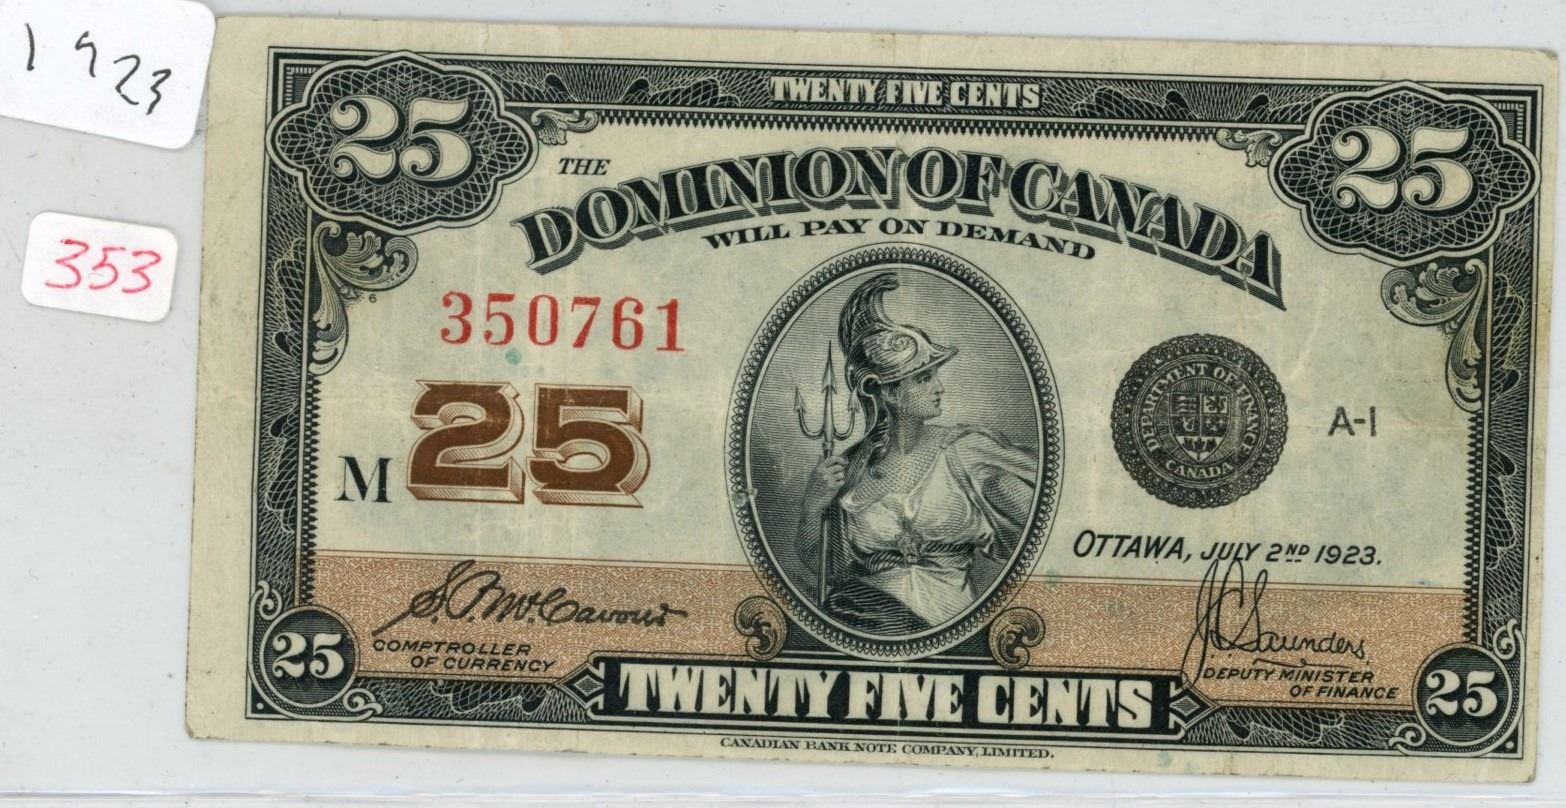 1923
353
TWENTY FIVE CENTS
25
25
THE
DOMINION OF CANADA
WILL PAY ON DEMAND
6
350761
M 25
DEPARTMENT OF FINANCE
CANADA
A-1
OTTAWA, JULY 2ND 1923.
COMPTROLLER
OF CURRENCY
J.C. Saunders
DEPUTY MINISTER
OF FINANCE
25
25
TWENTY FIVE CENTS
CANADIAN BANK NOTE COMPANY, LIMITED.